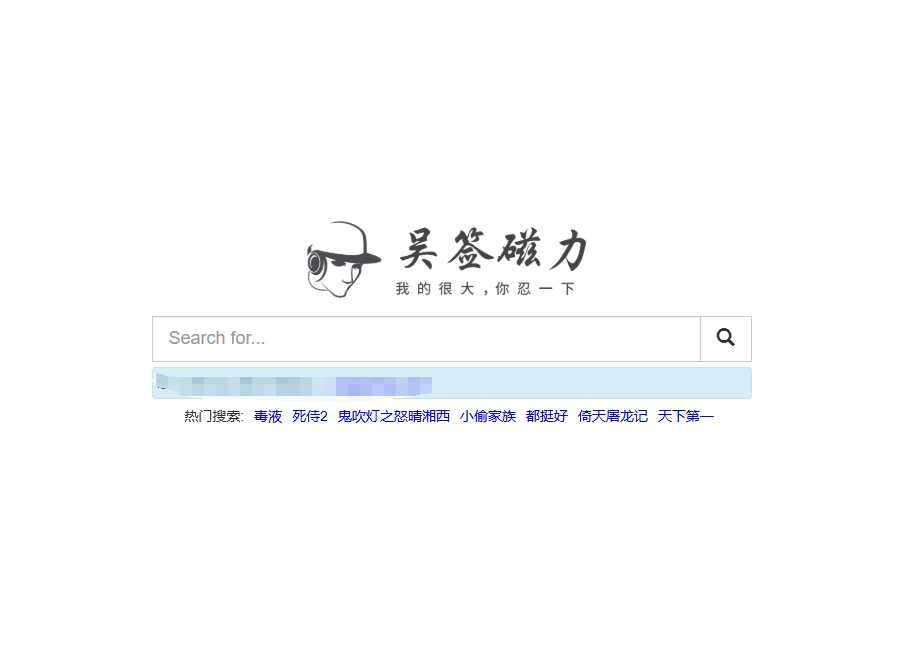 吴签磁力
我的很大,你忍一下
Search for...
热门搜索: 毒液 死侍2 鬼吹灯之怒晴湘西 小偷家族 都挺好 倚天屠龙记 天下第一